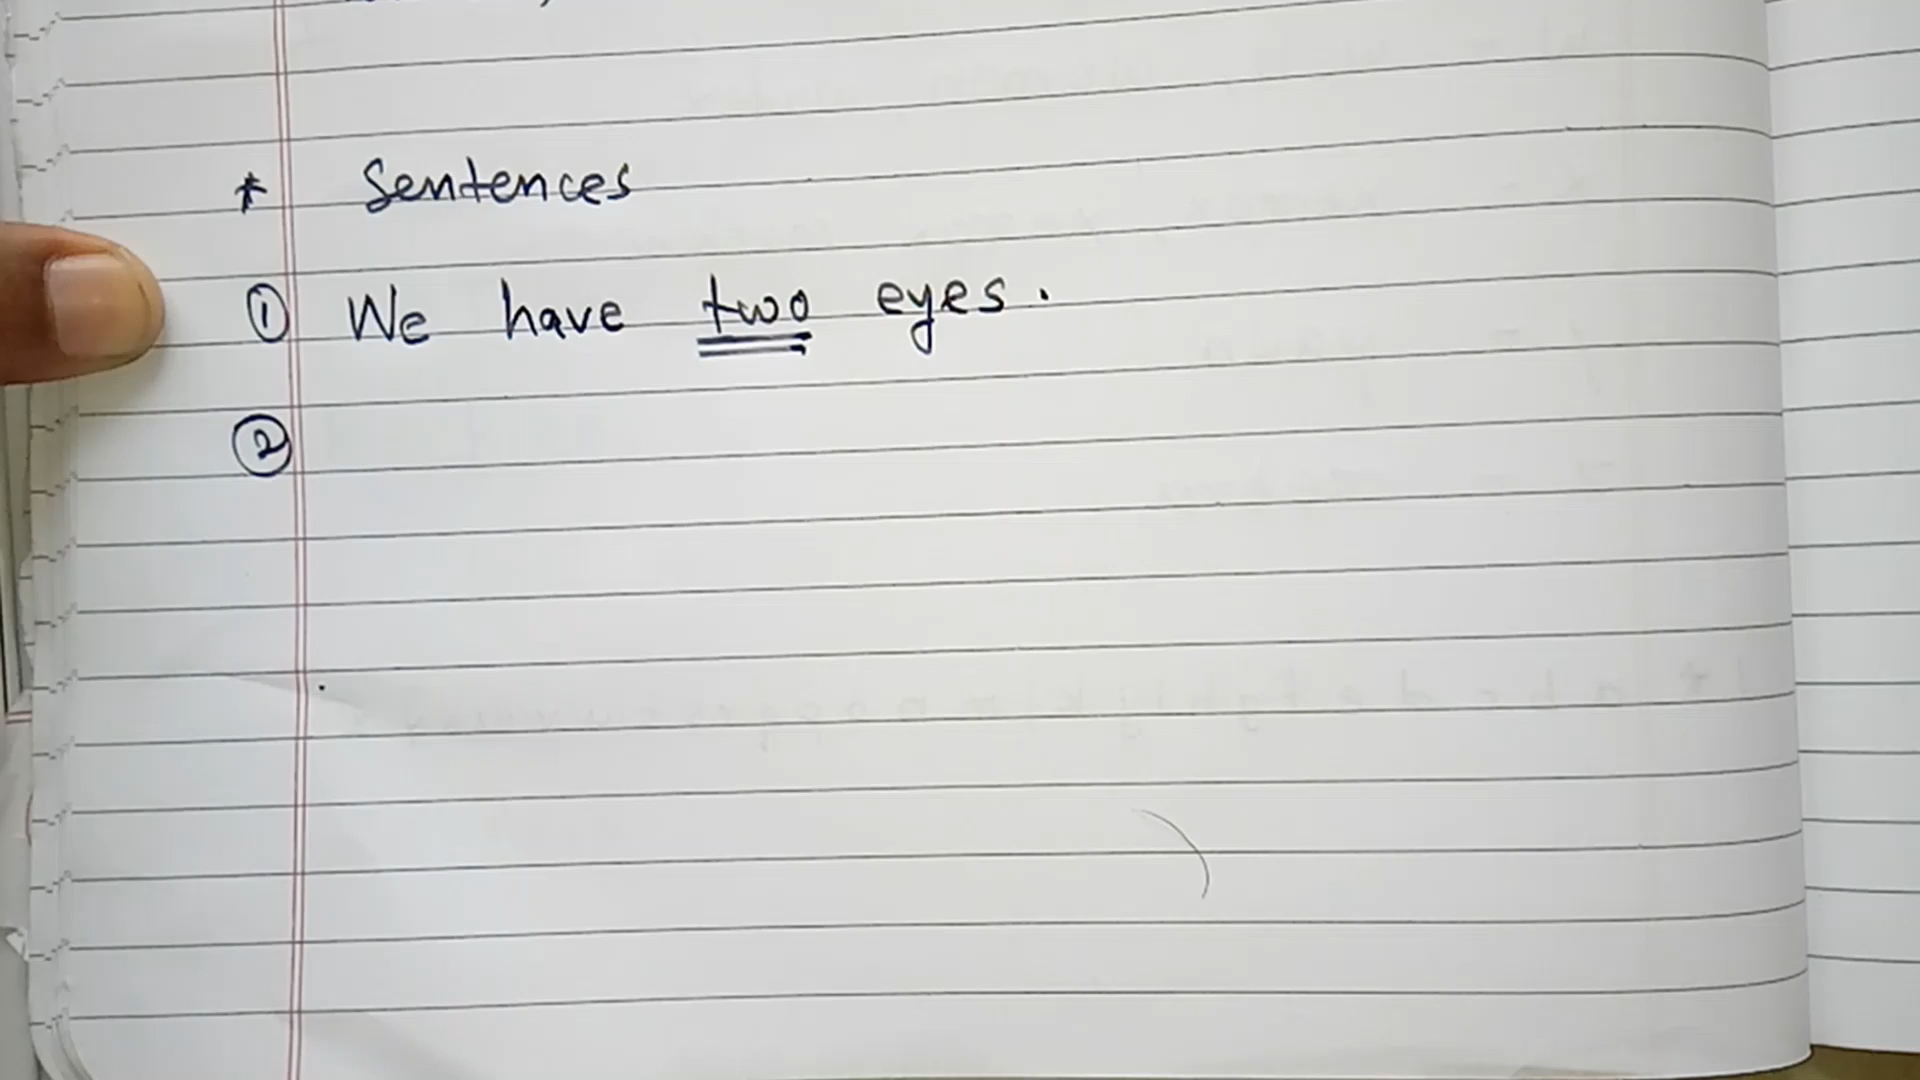 * Sentences
① We have two eyes.
②